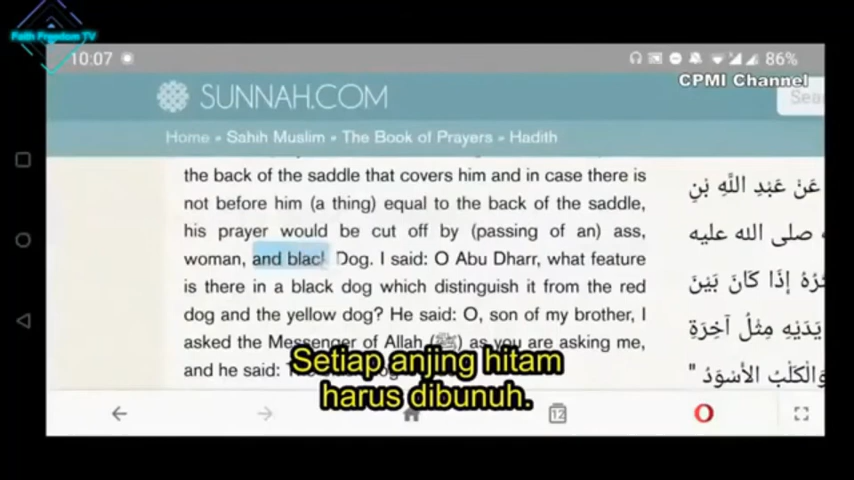 Faith Freedom TV
10:07
86%
CPMI Channel
SUNNAH.COM
Sea
Home » Sahih Muslim » The Book of Prayers » Hadith
the back of the saddle that covers him and in case there is
not before him (a thing) equal to the back of the saddle,
his prayer would be cut off by (passing of an) ass,
woman, and black Dog. I said: O Abu Dharr, what feature
is there in a black dog which distinguish it from the red
dog and the yellow dog? He said: O, son of my brother, I
asked the Messenger of Allah (ﷺ) as you are asking me,
and he said:
عَنْ عَبْدِ اللَّهِ بْنِ
صلى الله عليه
إِذَا كَانَ بَيْنَ
يَدَيْهِ مِثْلُ آخِرَةِ
وَالْكَلْبُ الأَسْوَدُ "
Setiap anjing hitam
harus dibunuh.
12